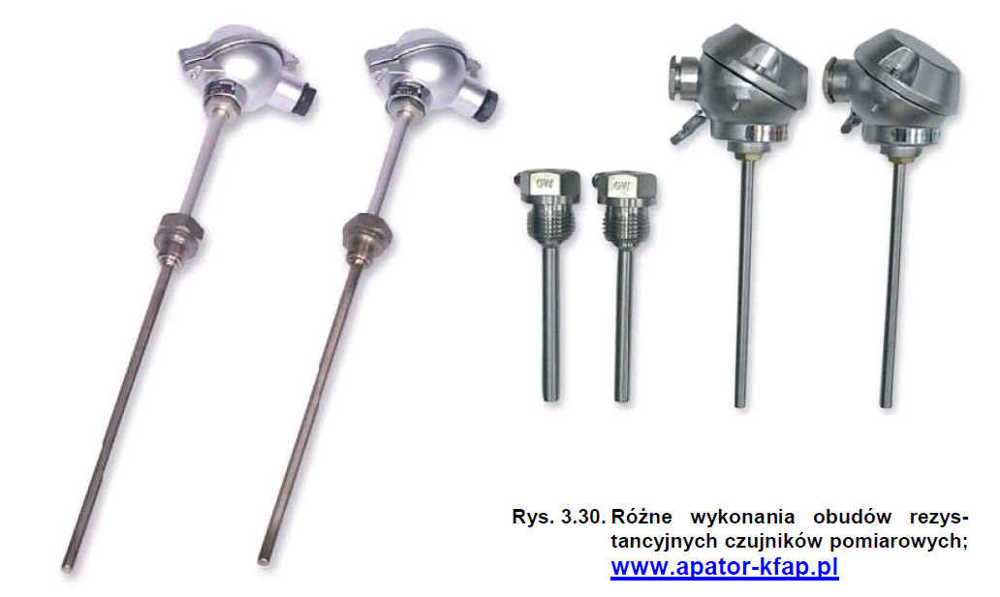 GW
GW
Rys. 3.30. Różne wykonania obudów rezys-
tancyjnych czujników pomiarowych;
www.apator-kfap.pl